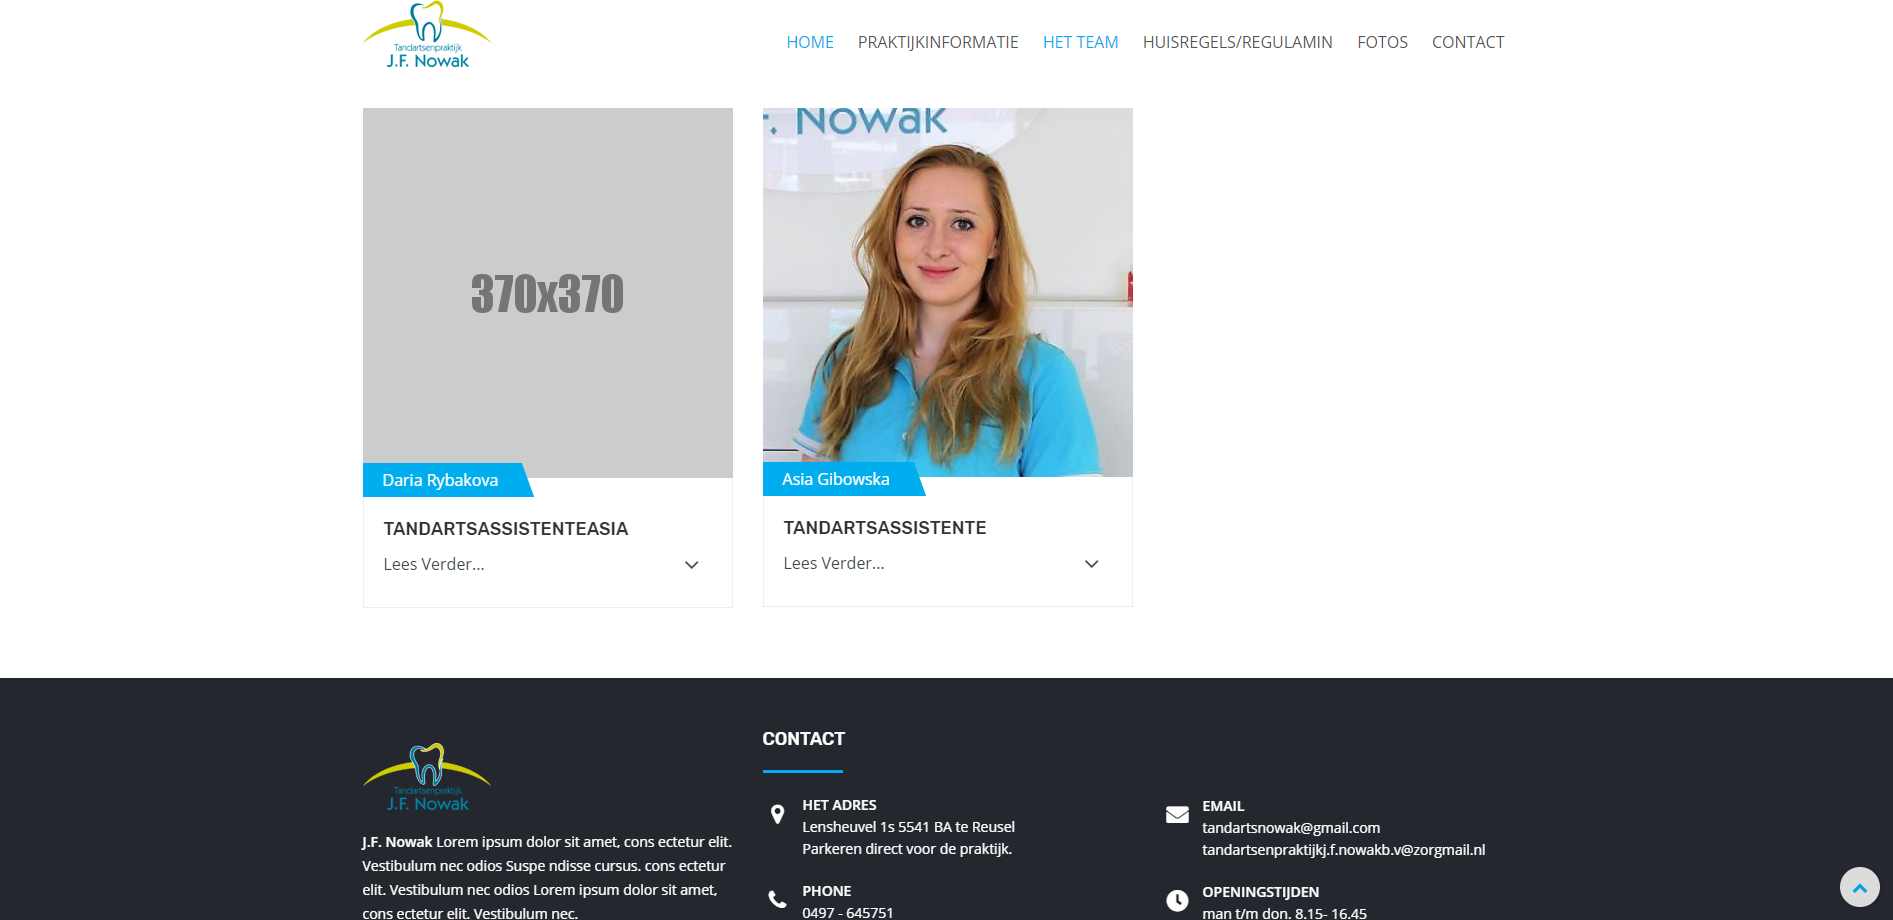 Tandartsenpraktijk
J.F. Nowak
HOME PRAKTIJKINFORMATIE HET TEAM HUISREGELS/REGULAMIN FOTOS CONTACT
370x370
F. Nowak
Daria Rybakova
TANDARTSASSISTENTEASIA
Lees Verder...
Asia Gibowska
TANDARTSASSISTENTE
Lees Verder...
Tandartsenpraktijk
J.F. Nowak
J.F. Nowak Lorem ipsum dolor sit amet, cons ectetur elit.
Vestibulum nec odios Suspe ndisse cursus. cons ectetur
elit. Vestibulum nec odios Lorem ipsum dolor sit amet,
cons ectetur elit. Vestibulum nec.
CONTACT
HET ADRES
Lensheuvel 1s 5541 BA te Reusel
Parkeren direct voor de praktijk.
PHONE
0497 - 645751
EMAIL
tandartsnowak@gmail.com
tandartsenpraktijkj.f.nowakb.v@zorgmail.nl
OPENINGSTIJDEN
man t/m don. 8.15- 16.45